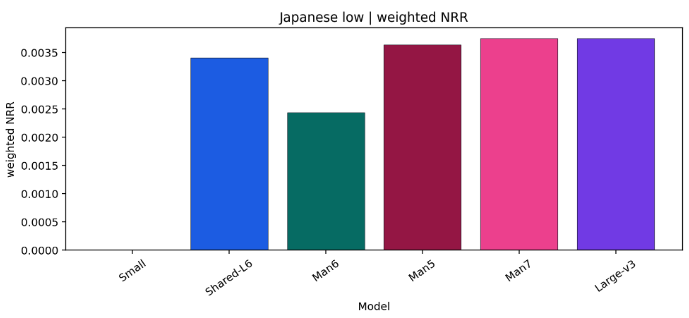 Japanese low | weighted NRR
weighted NRR
0.0035
0.0030
0.0025
0.0020
0.0015
0.0010
0.0005
0.0000
Small
Shared-L6
Man6
Man5
Man7
Large-v3
Model